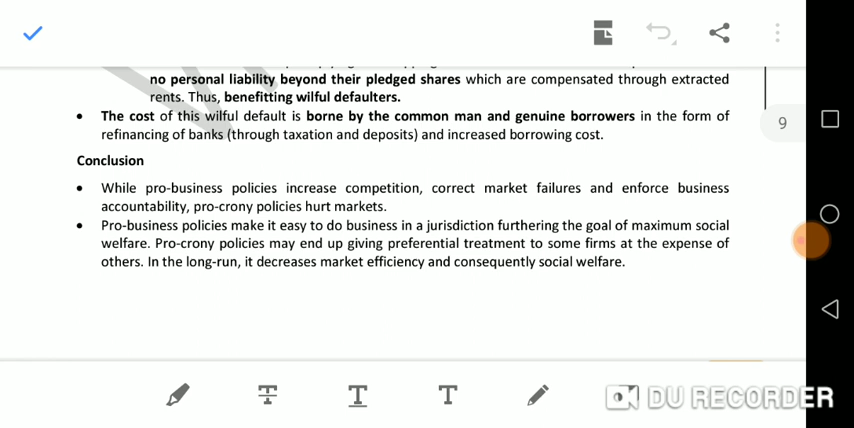 no personal liability beyond their pledged shares which are compensated through extracted
rents. Thus, benefitting wilful defaulters.
• The cost of this wilful default is borne by the common man and genuine borrowers in the form of
refinancing of banks (through taxation and deposits) and increased borrowing cost.
9
Conclusion
• While pro-business policies increase competition, correct market failures and enforce business
accountability, pro-crony policies hurt markets.
• Pro-business policies make it easy to do business in a jurisdiction furthering the goal of maximum social
welfare. Pro-crony policies may end up giving preferential treatment to some firms at the expense of
others. In the long-run, it decreases market efficiency and consequently social welfare.
T T T
DU RECORDER